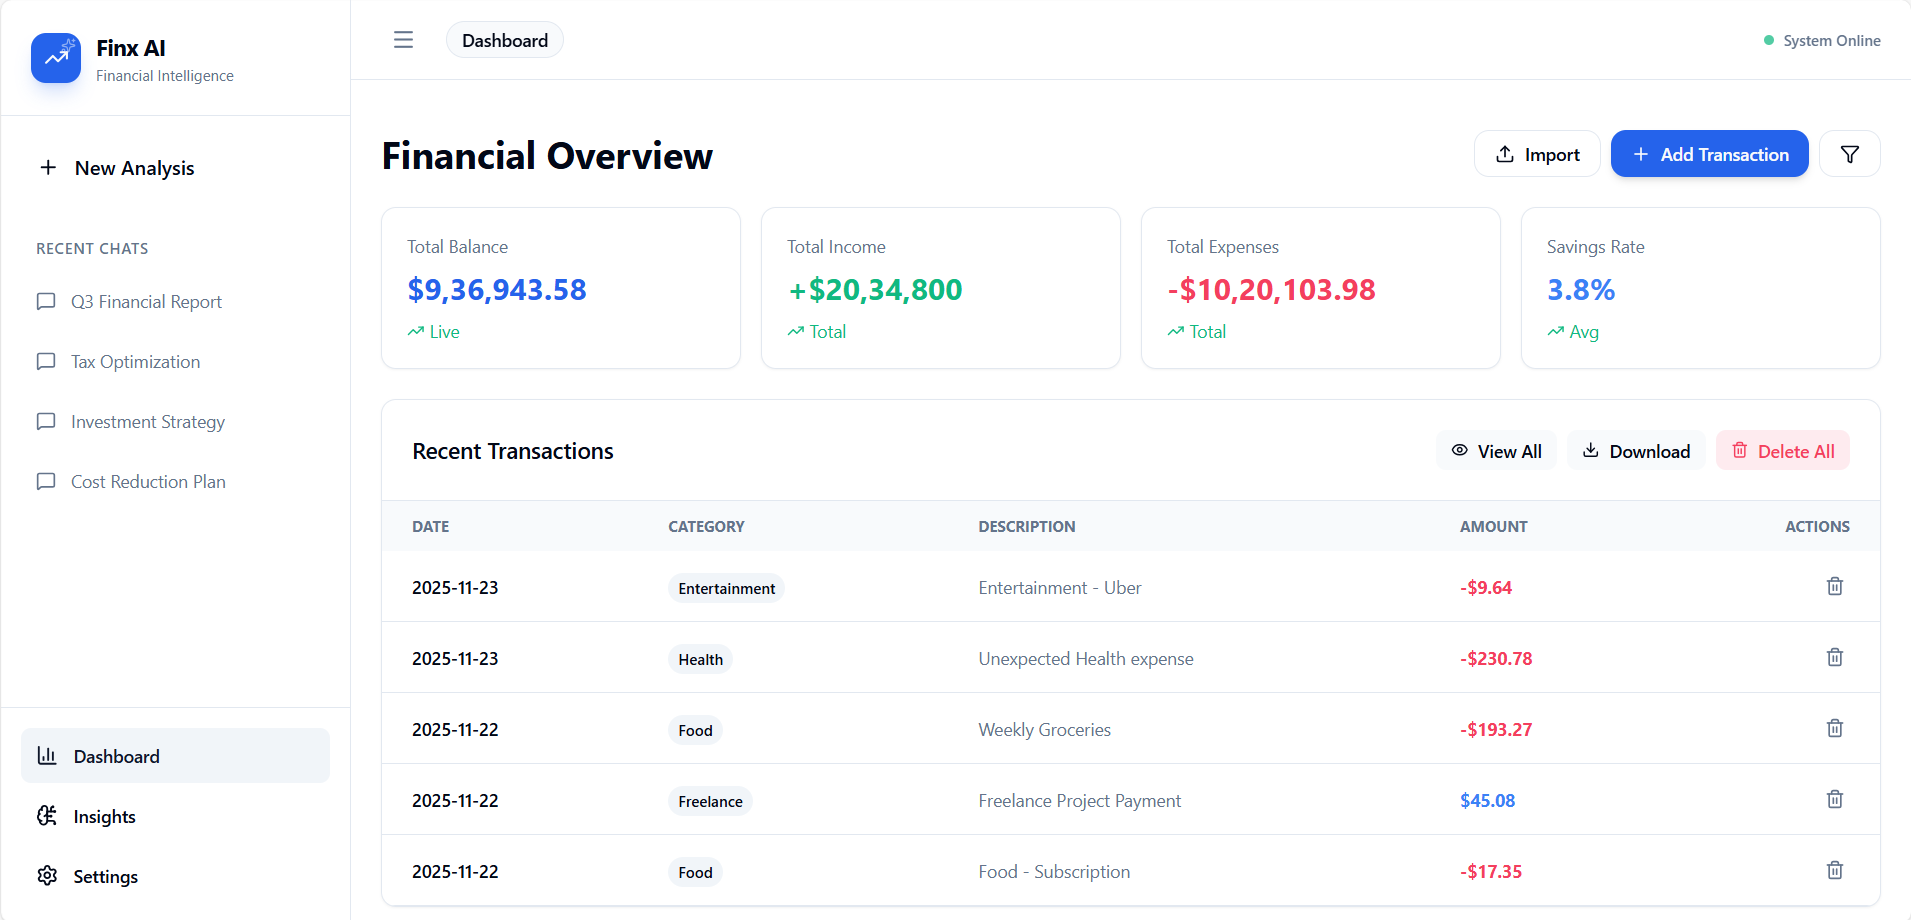 Finx AI
Financial Intelligence
New Analysis
RECENT CHATS
Q3 Financial Report
Tax Optimization
Investment Strategy
Cost Reduction Plan
Dashboard
Insights
Settings
Dashboard
System Online
Financial Overview
Import
Add Transaction
Total Balance
$9,36,943.58
Live
Total Income
+$20,34,800
Total
Total Expenses
-$10,20,103.98
Total
Savings Rate
3.8%
Avg
Recent Transactions
View All
Download
Delete All
DATE CATEGORY DESCRIPTION AMOUNT ACTIONS
2025-11-23 Entertainment Entertainment - Uber -$9.64
2025-11-23 Health Unexpected Health expense -$230.78
2025-11-22 Food Weekly Groceries -$193.27
2025-11-22 Freelance Freelance Project Payment $45.08
2025-11-22 Food Food - Subscription -$17.35